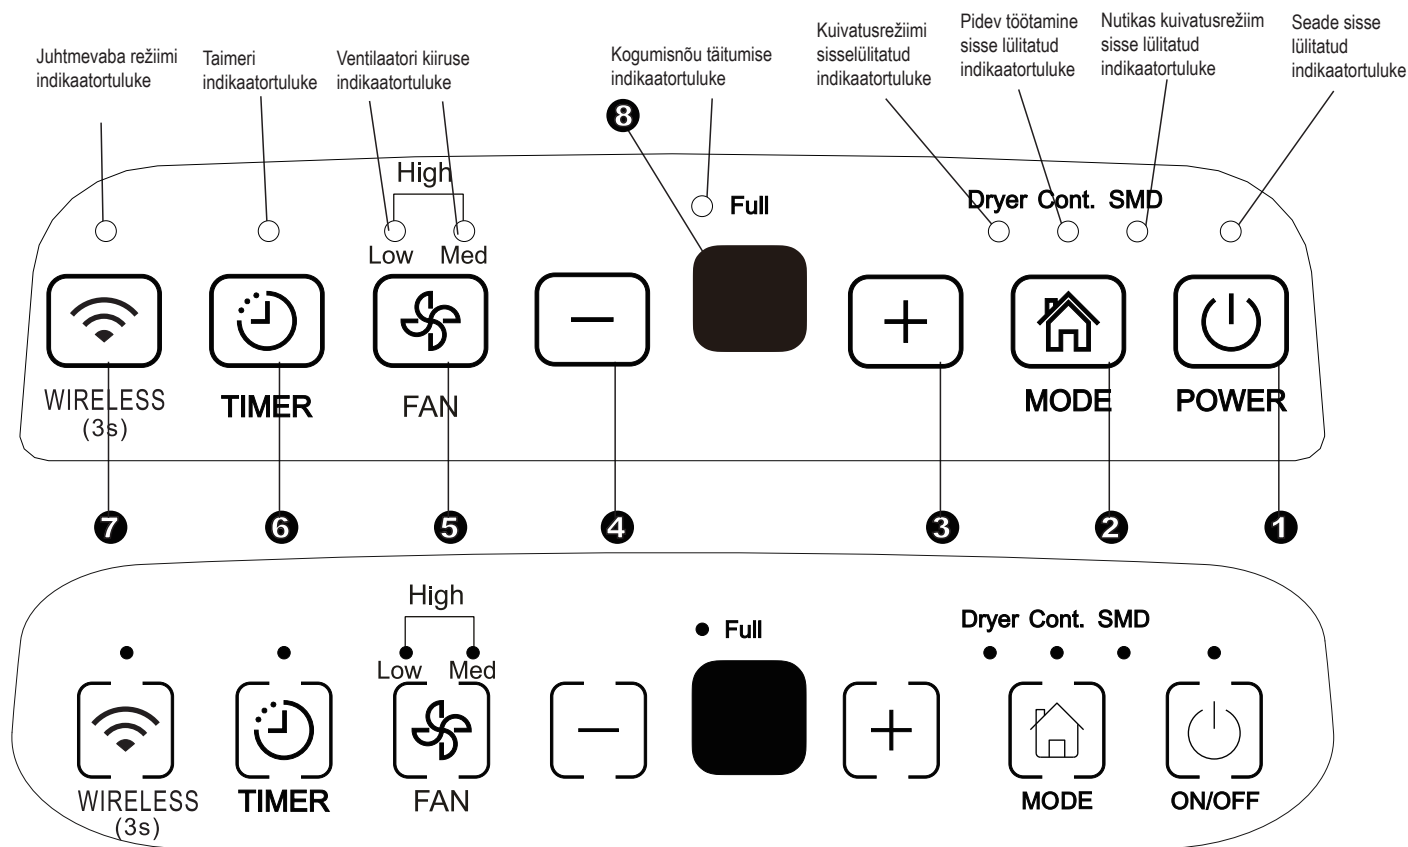 Juhtmevaba režiimi
indikaatortuluke
Taimeri
indikaatortuluke
Ventilaatori kiiruse
indikaatortuluke
Kogumisnõu täitumise
indikaatortuluke
Kuivatusrežiimi
sisselülitatud
indikaatortuluke
Pidev töötamine
sisse lülitatud
indikaatortuluke
Nutikas kuivatusrežiim
sisse lülitatud
indikaatortuluke
Seade sisse
lülitatud
indikaatortuluke
8
High
Low Med
Full
Dryer Cont. SMD
WIRELESS
(3s)
TIMER
FAN
MODE
POWER
7 6 5 4 3 2 1
High
Low Med
Full
Dryer Cont. SMD
WIRELESS
(3s)
TIMER
FAN
MODE
ON/OFF